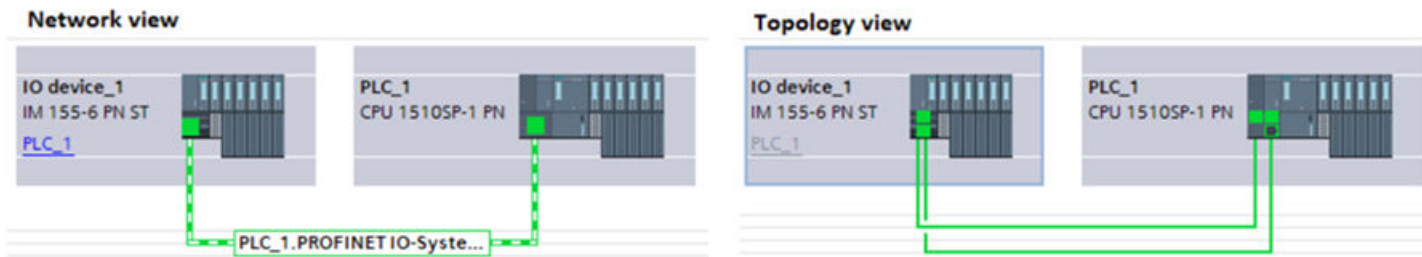 Network view
IO device_1
IM 155-6 PN ST
PLC_1
PLC_1
CPU 1510SP-1 PN
PLC_1.PROFINET IO-Syste...
Topology view
IO device_1
IM 155-6 PN ST
PLC_1
PLC_1
CPU 1510SP-1 PN